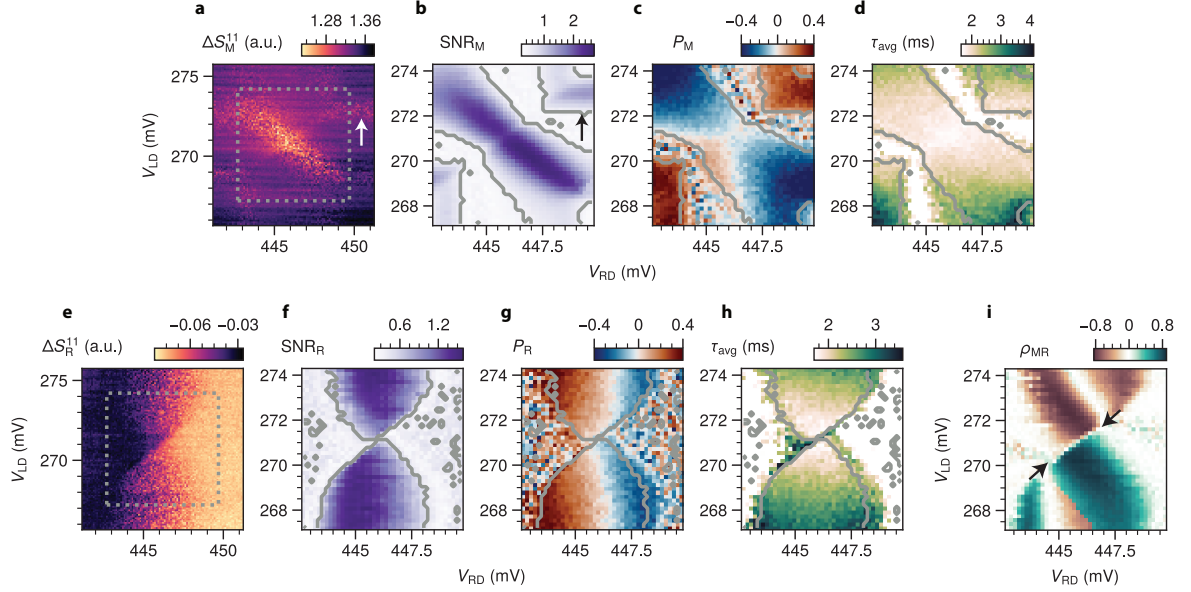 a b c d
1.28 1.36 1 2 −0.4 0 0.4 2 3 4
ΔS_M^11 (a.u.) SNR_M P_M τ_avg (ms)
275 274 274 274
272 272 272
270 270 270 270
268 268 268
V_LD (mV)
445 450 445 447.5 445 447.5 445 447.5
V_RD (mV)
e f g h i
−0.06 −0.03 0.6 1.2 −0.4 0 0.4 2 3 −0.8 0 0.8
ΔS_R^11 (a.u.) SNR_R P_R τ_avg (ms) ρ_MR
275 274 274 274 274
272 272 272 272
270 270 270 270 270
268 268 268 268
V_LD (mV) V_LD (mV)
445 450 445 447.5 445 447.5 445 447.5 445 447.5
V_RD (mV) V_RD (mV)